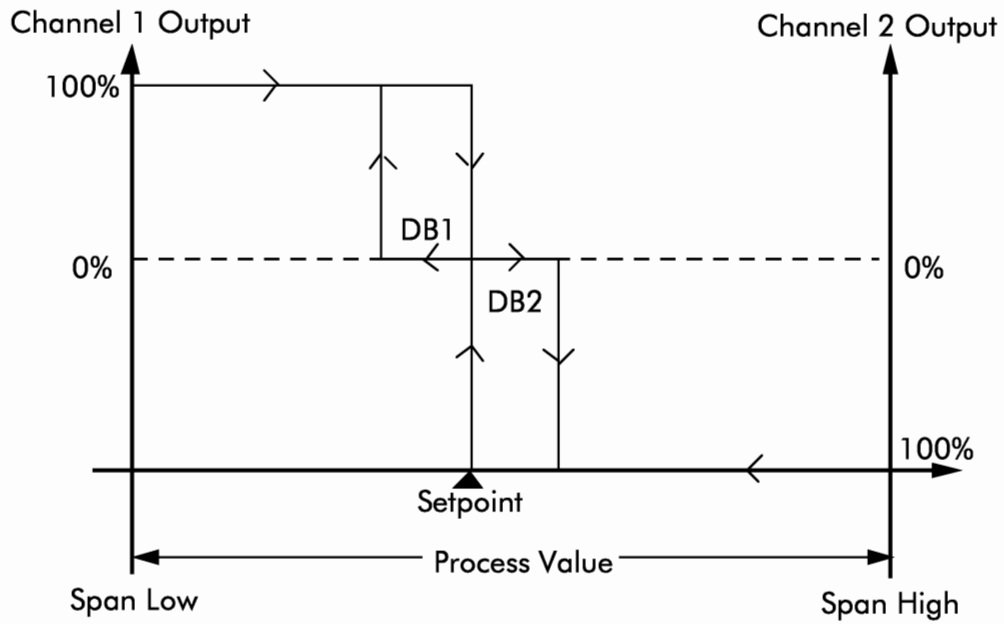 Channel 1 Output
Channel 2 Output
100%
DB1
0%
0%
DB2
100%
Setpoint
Process Value
Span Low
Span High